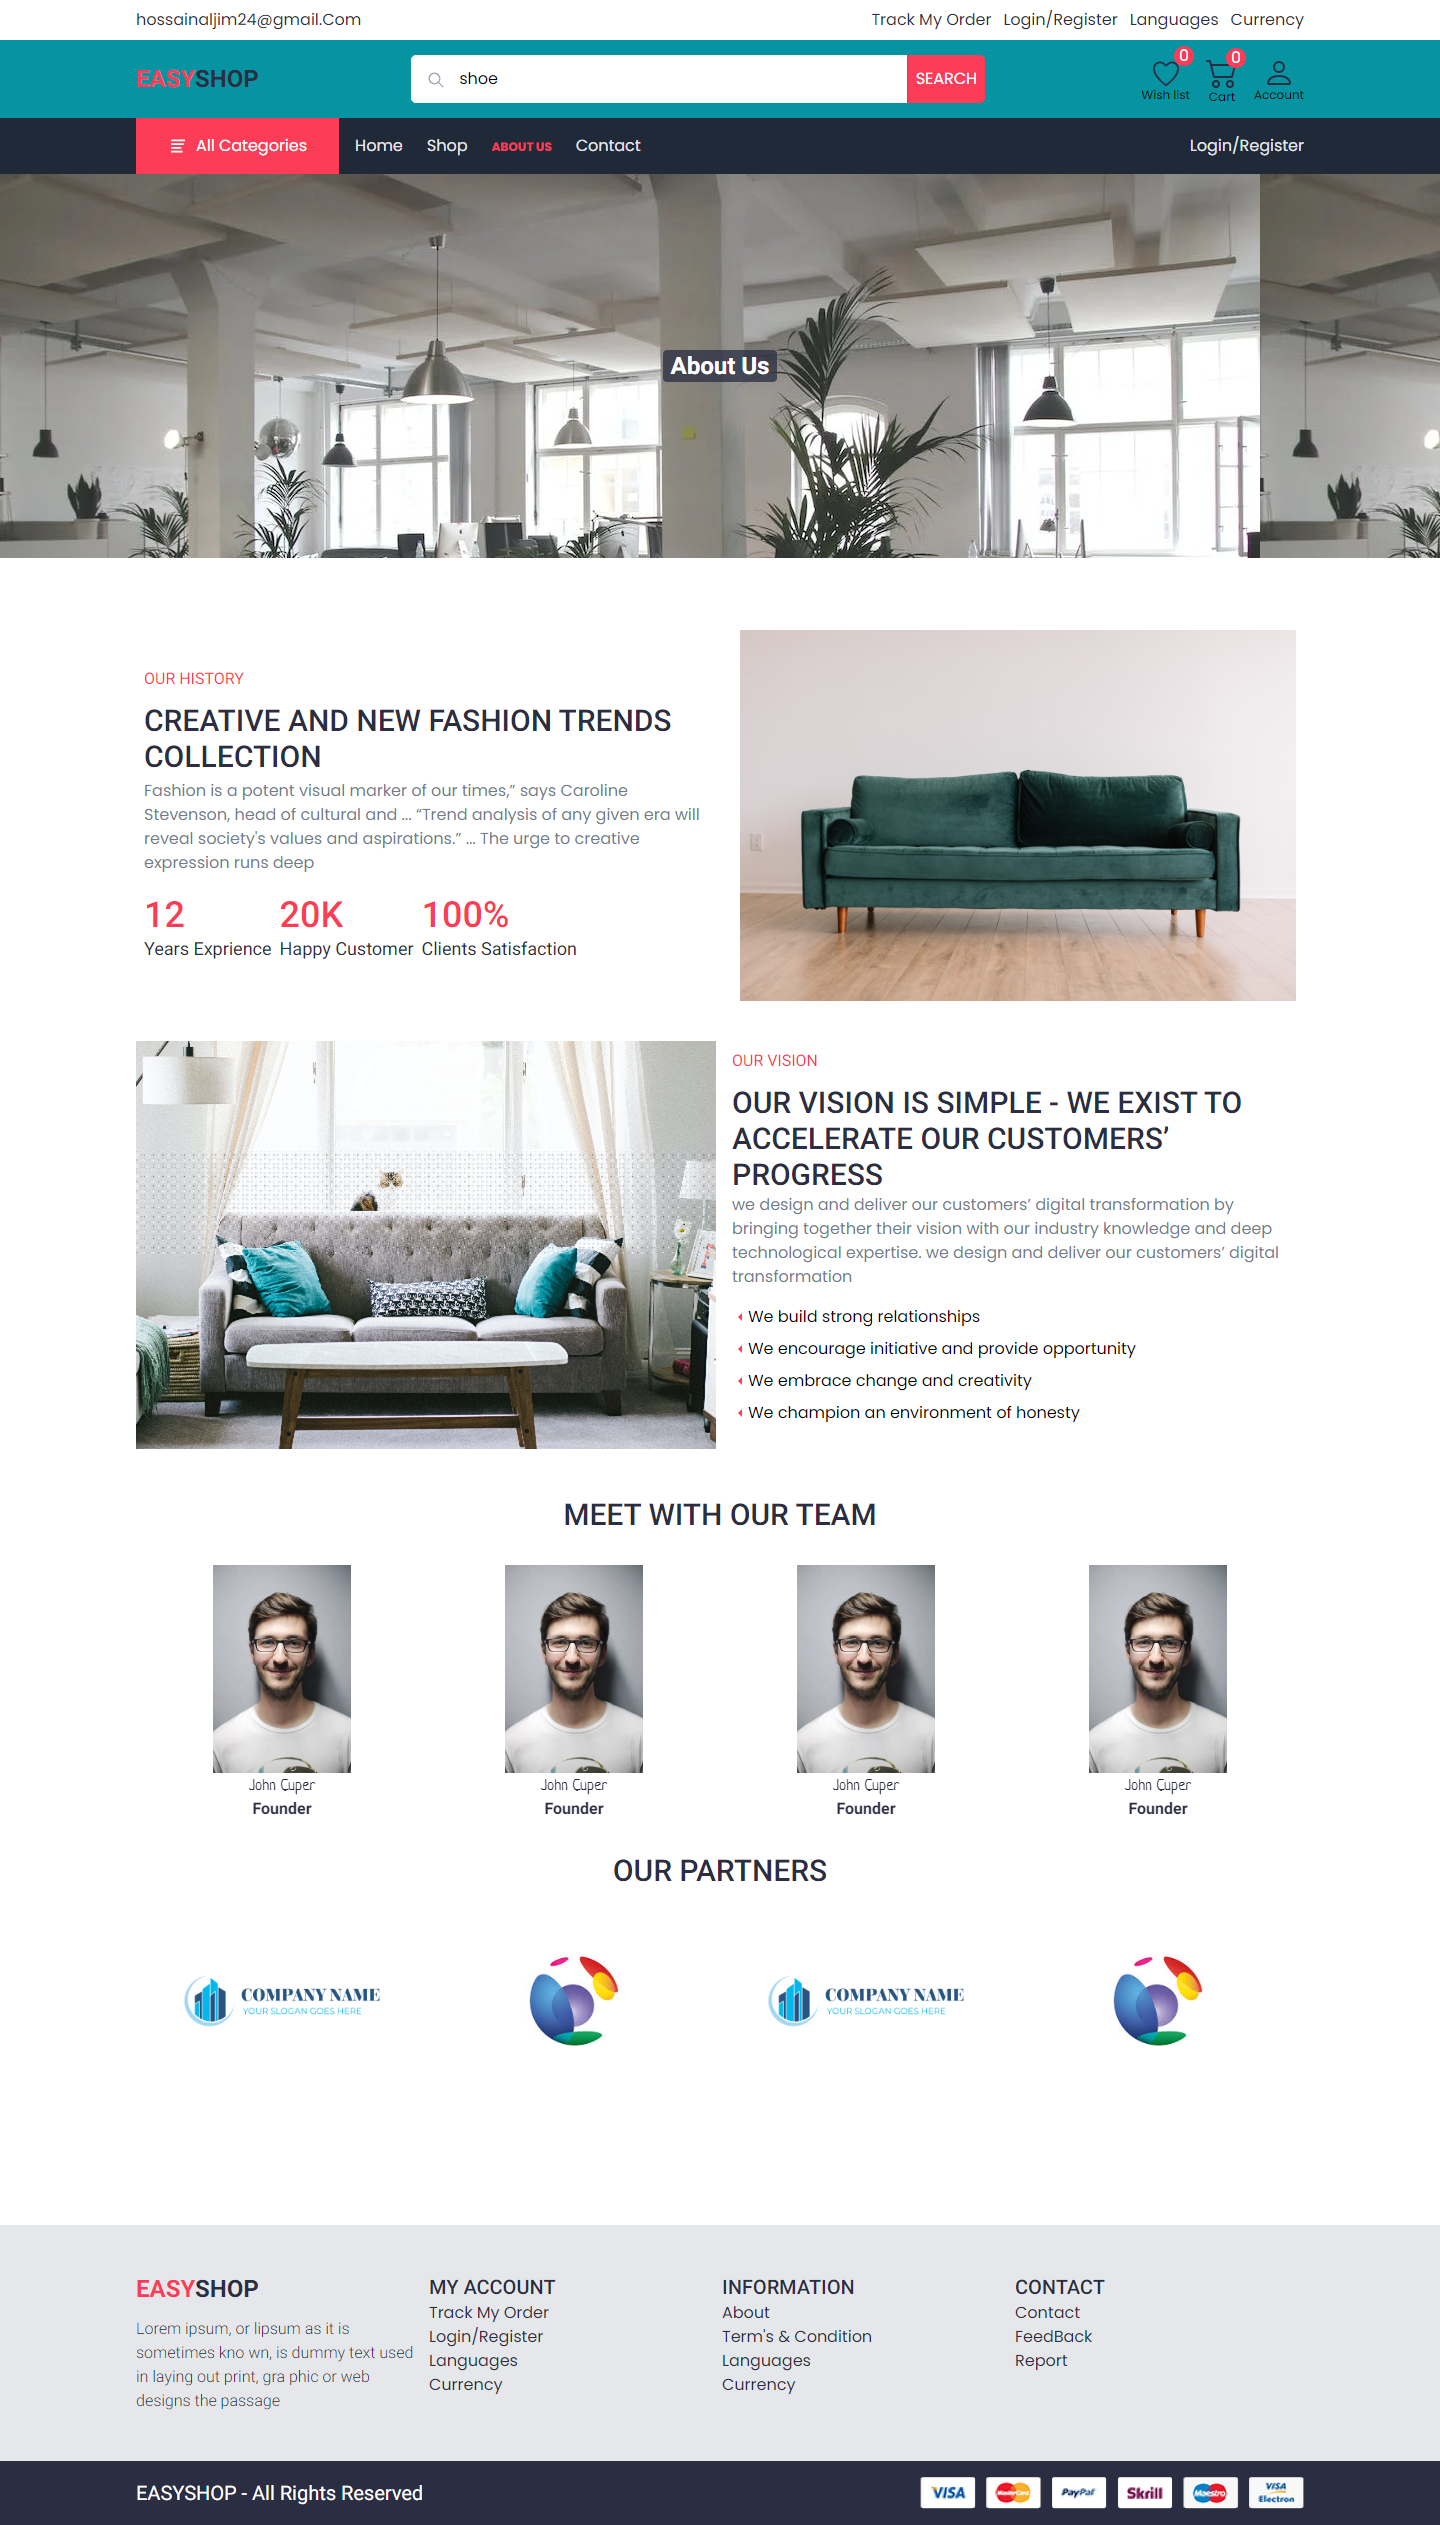 hossainaljim24@gmail.Com
Track My Order Login/Register Languages Currency
EASYSHOP
shoe
SEARCH
0
Wish list
0
Cart
Account
All Categories
Home Shop ABOUT US Contact
Login/Register
About Us
OUR HISTORY
CREATIVE AND NEW FASHION TRENDS
COLLECTION
Fashion is a potent visual marker of our times,” says Caroline
Stevenson, head of cultural and ... “Trend analysis of any given era will
reveal society's values and aspirations.” ... The urge to creative
expression runs deep
12 20K 100%
Years Exprience Happy Customer Clients Satisfaction
OUR VISION
OUR VISION IS SIMPLE - WE EXIST TO
ACCELERATE OUR CUSTOMERS’
PROGRESS
we design and deliver our customers’ digital transformation by
bringing together their vision with our industry knowledge and deep
technological expertise. we design and deliver our customers’ digital
transformation
We build strong relationships
We encourage initiative and provide opportunity
We embrace change and creativity
We champion an environment of honesty
MEET WITH OUR TEAM
John Cuper
Founder
John Cuper
Founder
John Cuper
Founder
John Cuper
Founder
OUR PARTNERS
COMPANY NAME
YOUR SLOGAN GOES HERE
COMPANY NAME
YOUR SLOGAN GOES HERE
EASYSHOP
Lorem ipsum, or lipsum as it is
sometimes kno wn, is dummy text used
in laying out print, gra phic or web
designs the passage
MY ACCOUNT
Track My Order
Login/Register
Languages
Currency
INFORMATION
About
Term's & Condition
Languages
Currency
CONTACT
Contact
FeedBack
Report
EASYSHOP - All Rights Reserved
VISA
MasterCard
PayPal
Skrill
Maestro
VISA
Electron